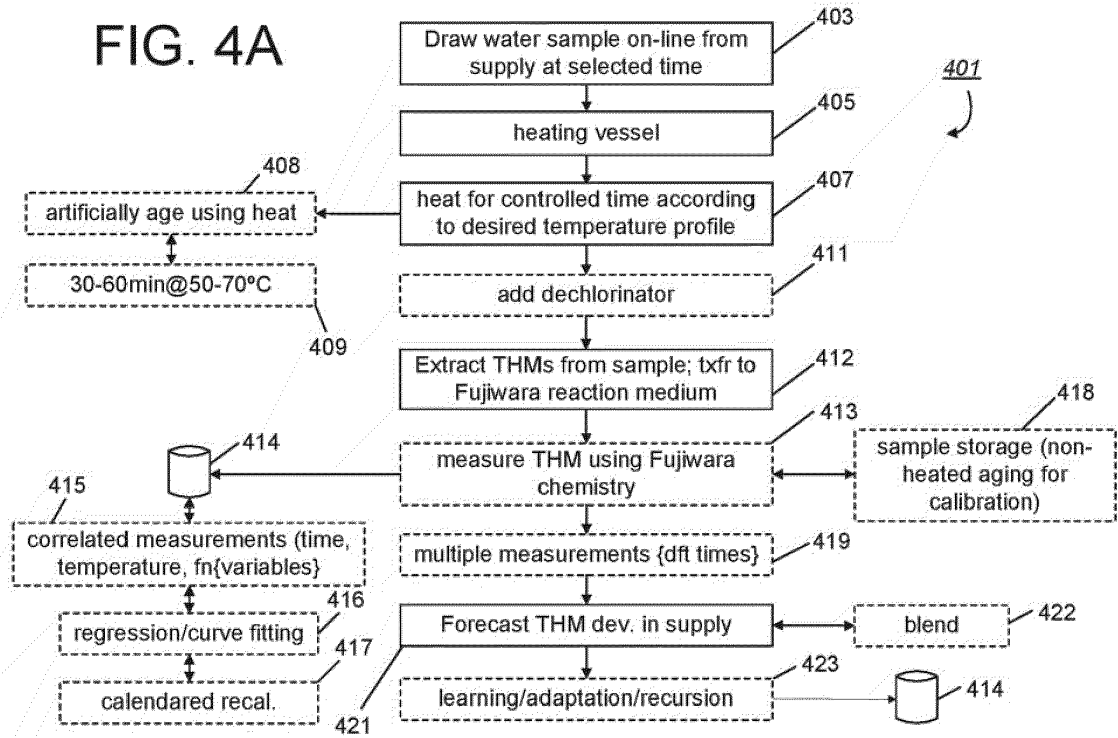 FIG. 4A
Draw water sample on-line from
supply at selected time
403
401
heating vessel
405
408
artificially age using heat
heat for controlled time according
to desired temperature profile
407
30-60min@50-70ºC
409
add dechlorinator
411
Extract THMs from sample; txfr to
Fujiwara reaction medium
412
414
measure THM using Fujiwara
chemistry
413
418
sample storage (non-
heated aging for
calibration)
415
correlated measurements (time,
temperature, fn{variables}
multiple measurements {dft times}
419
regression/curve fitting
416
Forecast THM dev. in supply
421
blend
422
calendared recal.
417
learning/adaptation/recursion
423
414